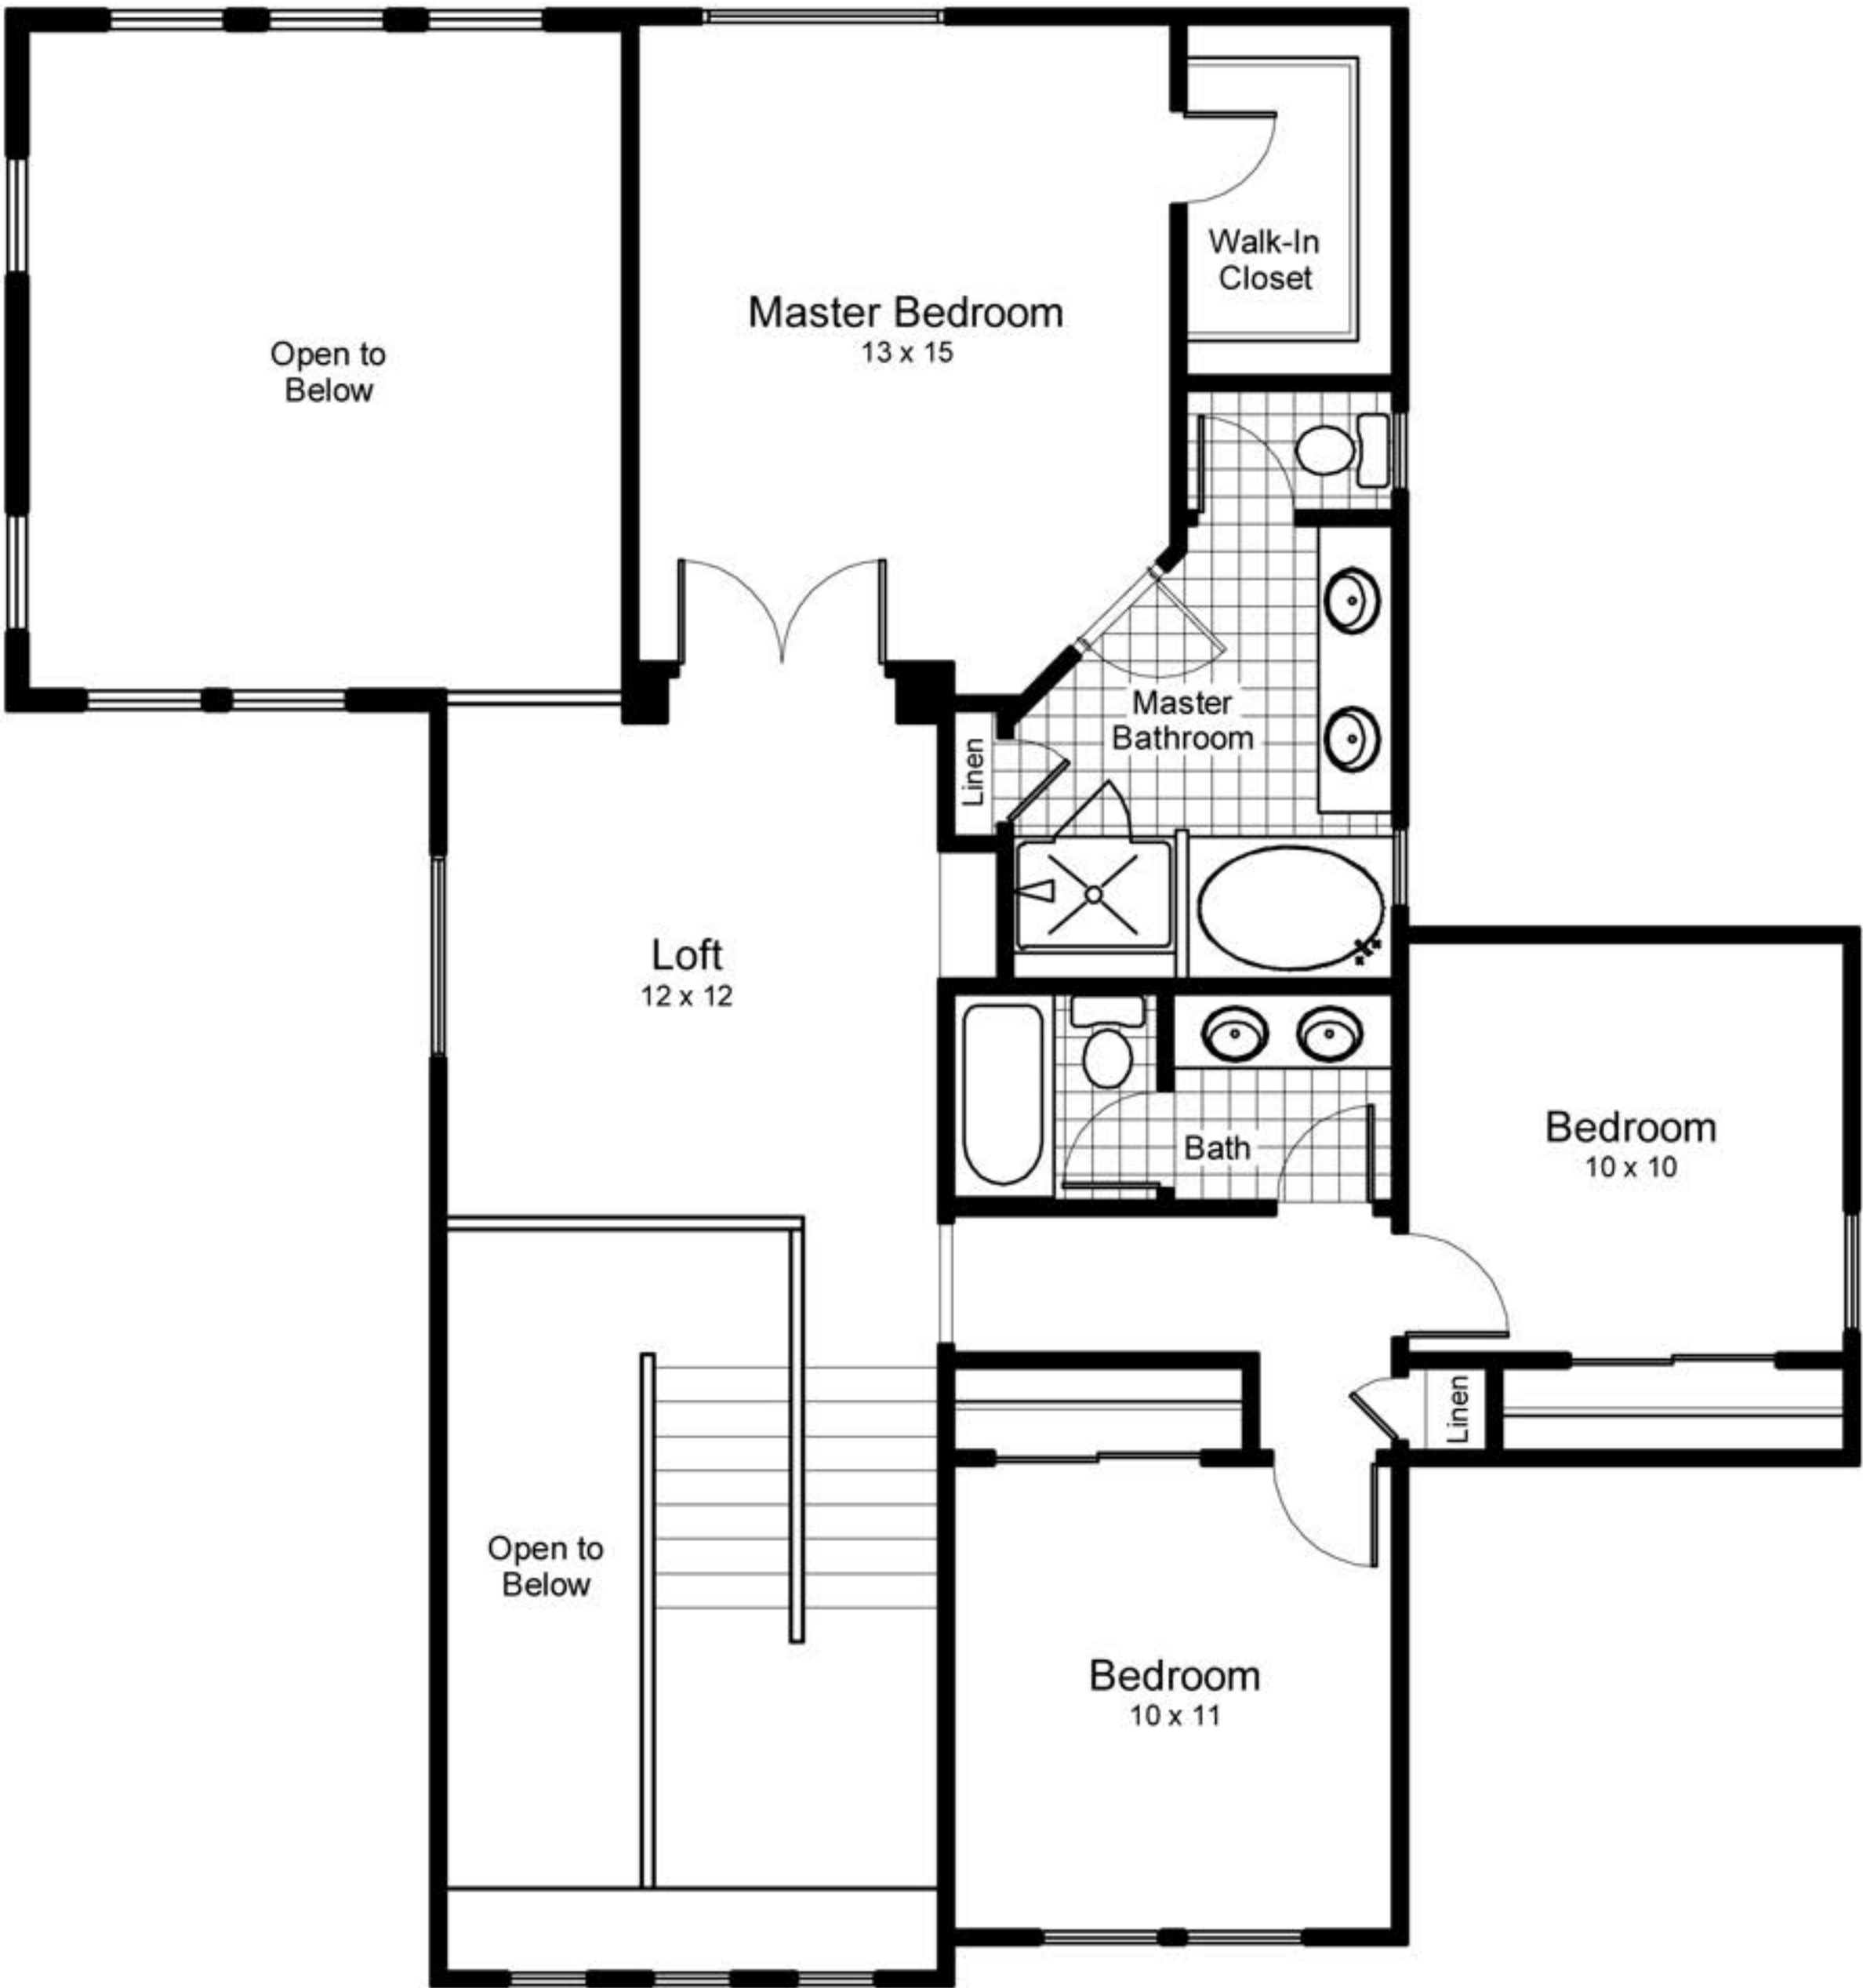 Walk-In
Closet
Master Bedroom
13 x 15
Open to
Below
Master
Bathroom
Linen
Loft
12 x 12
Bedroom
10 x 10
Bath
Linen
Open to
Below
Bedroom
10 x 11